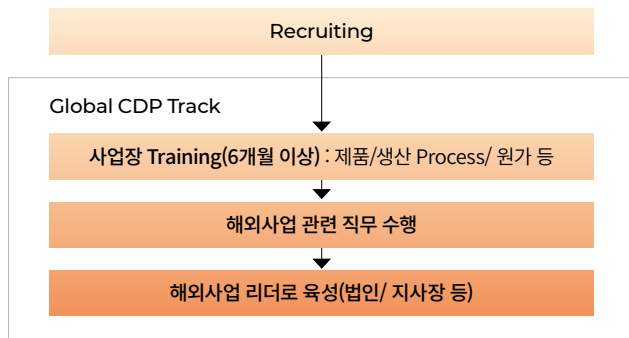 Recruiting
Global CDP Track
사업장 Training(6개월 이상) : 제품/생산 Process/ 원가 등
해외사업 관련 직무 수행
해외사업 리더로 육성(법인/ 지사장 등)